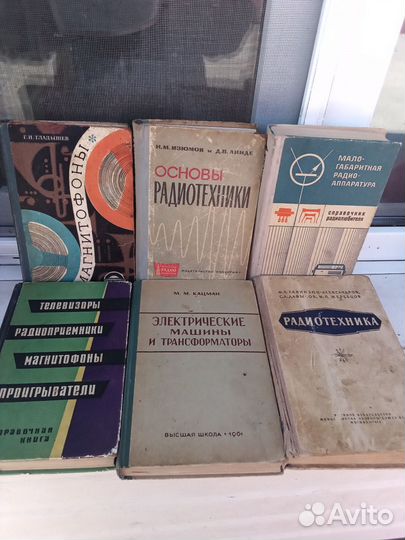 Г. И. ГЛАДЫШЕВ
МАГНИТОФОНЫ
И. М. ИЗЮМОВ и Д. П. ЛИНДЕ
ОСНОВЫ
РАДИОТЕХНИКИ
МАЛО-
ГАБАРИТНАЯ
РАДИО-
АППАРАТУРА
справочник
радиолюбителя
ТЕЛЕВИЗОРЫ
РАДИОПРИЕМНИКИ
МАГНИТОФОНЫ
ПРОИГРЫВАТЕЛИ
СПРАВОЧНАЯ КНИГА
М. М. КАЦМАН
ЭЛЕКТРИЧЕСКИЕ
МАШИНЫ
И ТРАНСФОРМАТОРЫ
ВЫСШАЯ ШКОЛА · 1961
РАДИОТЕХНИКА
Avito